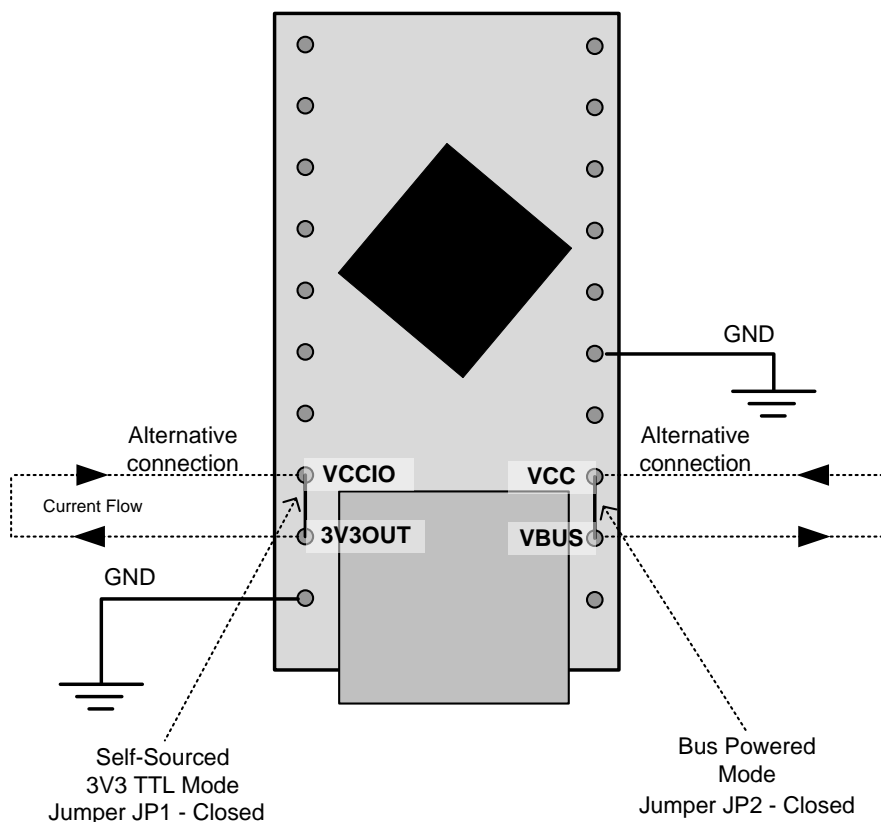 GND
Alternative
connection
Alternative
connection
VCCIO
VCC
Current Flow
3V3OUT
VBUS
GND
Self-Sourced
3V3 TTL Mode
Jumper JP1 - Closed
Bus Powered
Mode
Jumper JP2 - Closed